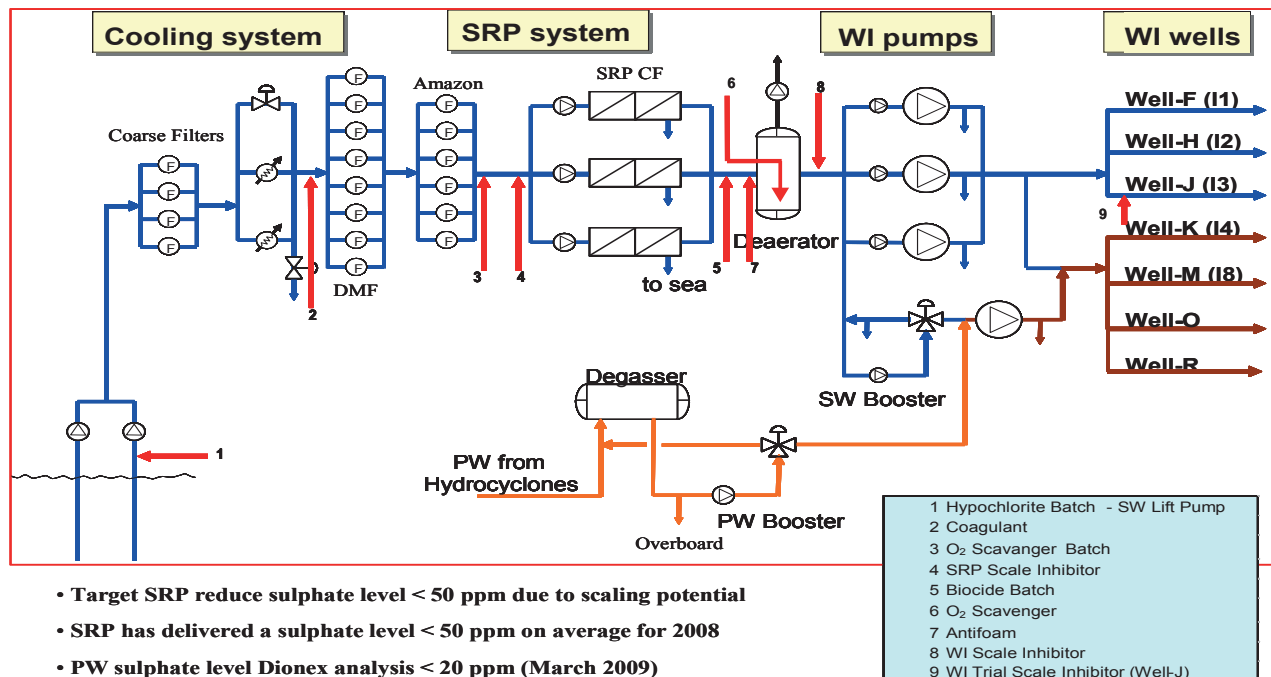 Cooling system
SRP system
WI pumps
WI wells
Coarse Filters
F
F
F
F
F
F
F
F
F
F
F
F
F
DMF
Amazon
F
F
F
F
F
F
SRP CF
to sea
Deaerator
1
2
3
4
5
7
6
8
9
Well-F (I1)
Well-H (I2)
Well-J (I3)
Well-K (I4)
Well-M (I8)
Well-O
Well-R
SW Booster
Degasser
PW from
Hydrocyclones
PW Booster
Overboard
1 Hypochlorite Batch - SW Lift Pump
2 Coagulant
3 O₂ Scavanger Batch
4 SRP Scale Inhibitor
5 Biocide Batch
6 O₂ Scavenger
7 Antifoam
8 WI Scale Inhibitor
9 WI Trial Scale Inhibitor (Well-J)
• Target SRP reduce sulphate level < 50 ppm due to scaling potential
• SRP has delivered a sulphate level < 50 ppm on average for 2008
• PW sulphate level Dionex analysis < 20 ppm (March 2009)